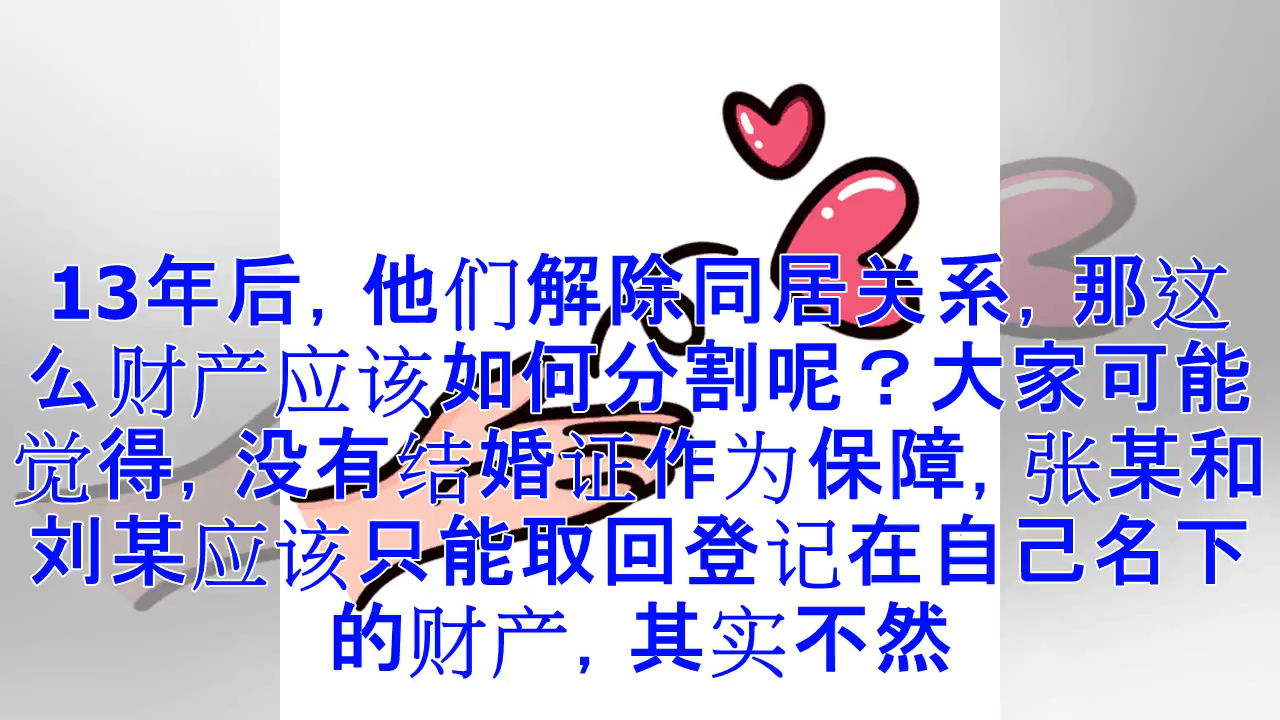 13年后, 他们解除同居关系, 那这
么财产应该如何分割呢？大家可能
觉得, 没有结婚证作为保障, 张某和
刘某应该只能取回登记在自己名下
的财产, 其实不然